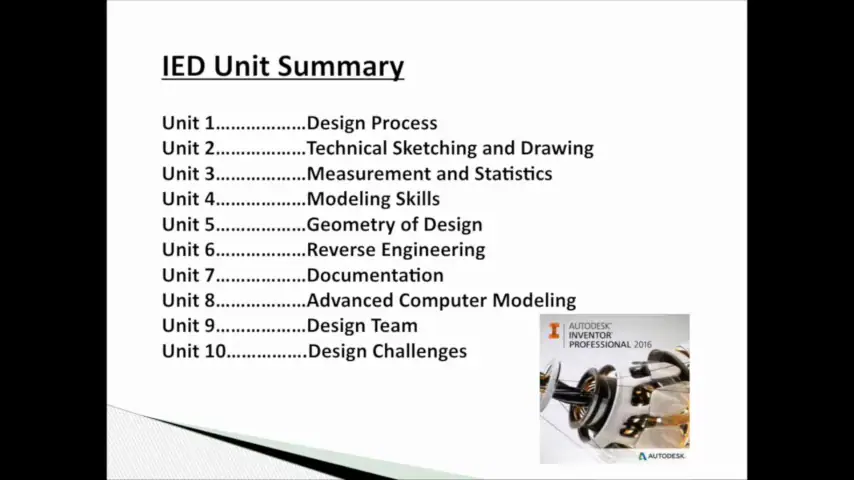 IED Unit Summary
Unit 1………………Design Process
Unit 2………………Technical Sketching and Drawing
Unit 3………………Measurement and Statistics
Unit 4………………Modeling Skills
Unit 5………………Geometry of Design
Unit 6………………Reverse Engineering
Unit 7………………Documentation
Unit 8………………Advanced Computer Modeling
Unit 9………………Design Team
Unit 10…………….Design Challenges
I
AUTODESK®
INVENTOR®
PROFESSIONAL 2016
AUTODESK.